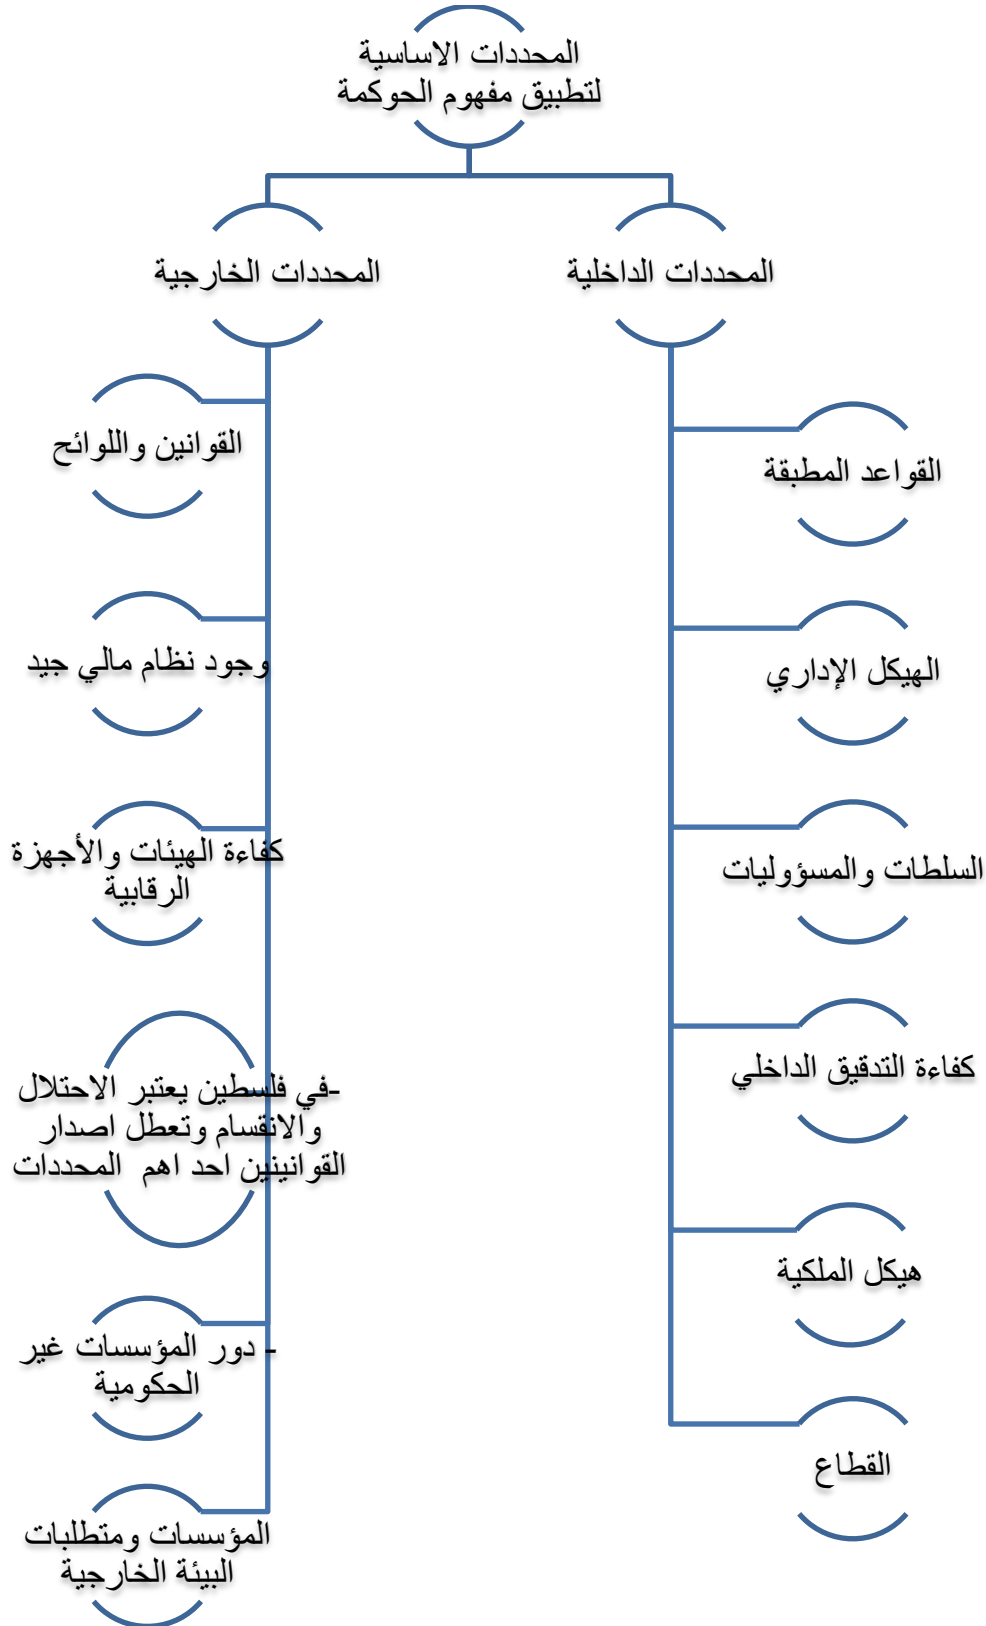 المحددات الاساسية
لتطبيق مفهوم الحوكمة
المحددات الداخلية
القواعد المطبقة
الهيكل الإداري
السلطات والمسؤوليات
كفاءة التدقيق الداخلي
هيكل الملكية
القطاع
المحددات الخارجية
القوانين واللوائح
وجود نظام مالي جيد
كفاءة الهيئات والأجهزة
الرقابية
-في فلسطين يعتبر الاحتلال
والانقسام وتعطل اصدار
القوانينين احد اهم المحددات
- دور المؤسسات غير
الحكومية
المؤسسات ومتطلبات
البيئة الخارجية